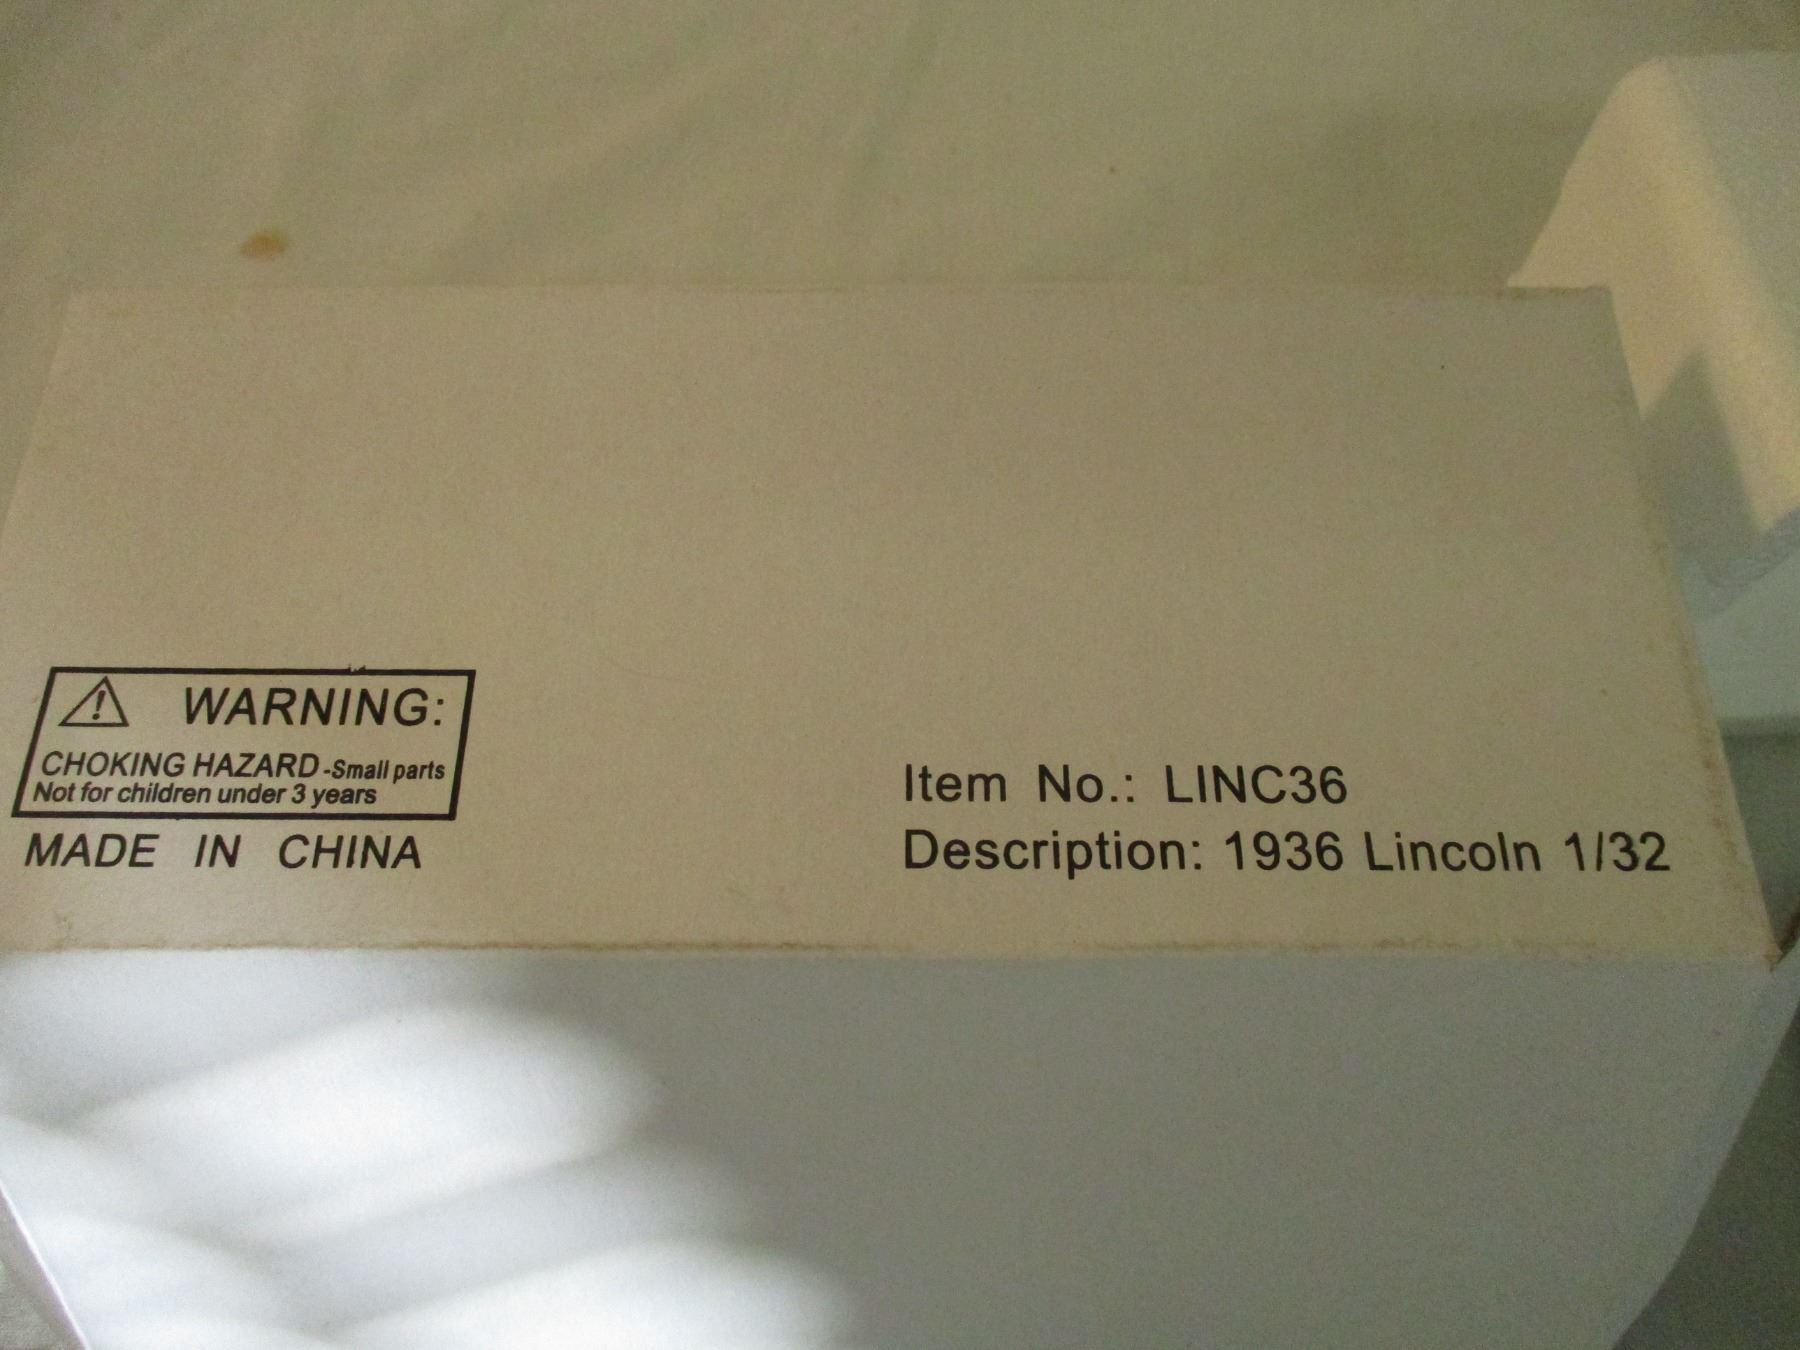 WARNING:
CHOKING HAZARD -Small parts
Not for children under 3 years
MADE IN CHINA
Item No.: LINC36
Description: 1936 Lincoln 1/32